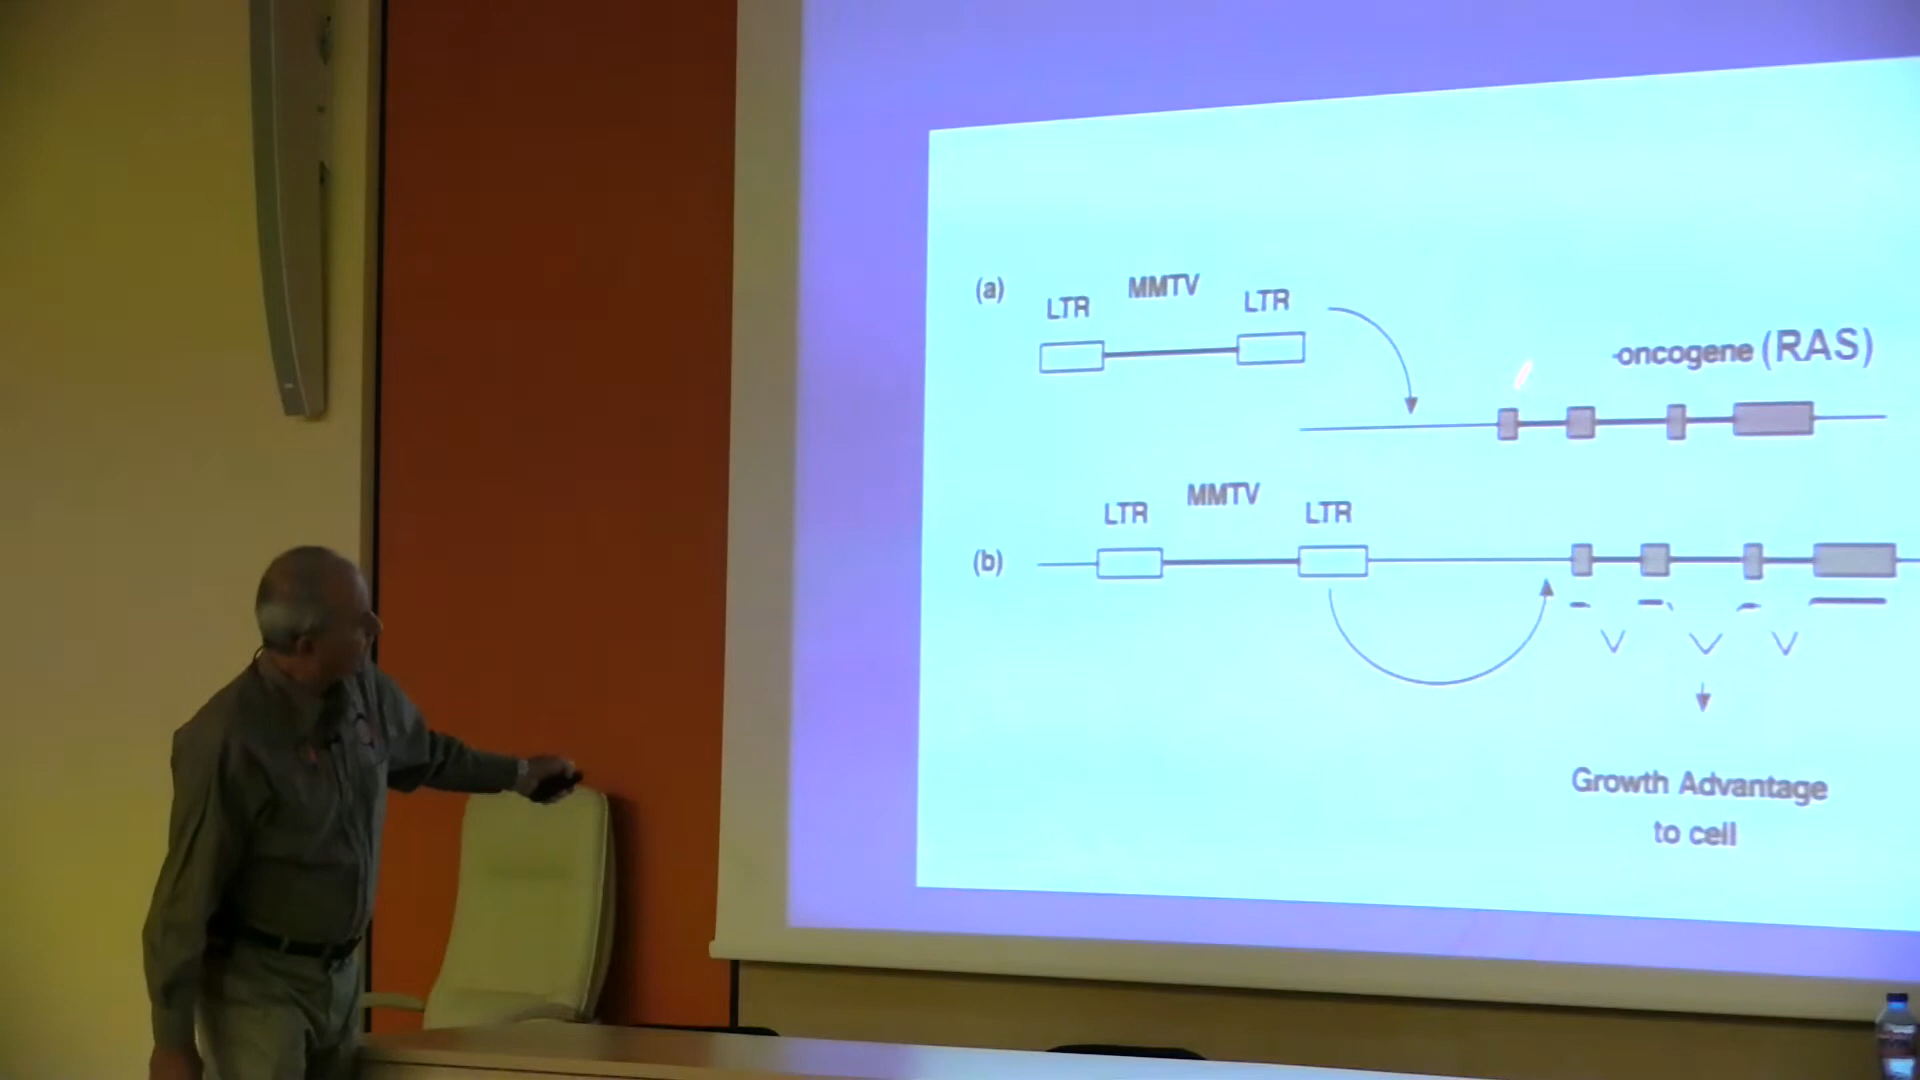 (a)
LTR MMTV LTR
-oncogene (RAS)
(b)
LTR MMTV LTR
Growth Advantage
to cell